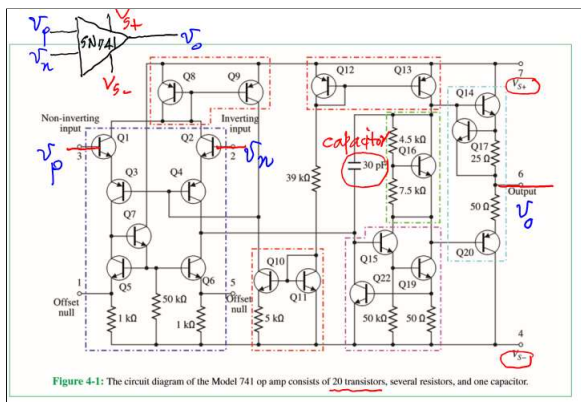 Vs+
Vp
Vn
SN741
Vo
Vs-
7
Vs+
Q8
Q9
Q12
Q13
Q14
Non-inverting
input
Inverting
input
Q1
Q2
capacitor
4.5 kΩ
Q16
Q17
25 Ω
Vp
3
Vn
2
30 pF
6
Output
Q3
Q4
39 kΩ
7.5 kΩ
50 Ω
Vo
Q7
Q15
Q20
Q10
Q11
Q22
Q19
1
Q5
Q6
5
Offset
null
Offset
null
50 kΩ
1 kΩ
1 kΩ
5 kΩ
50 kΩ
50 Ω
4
Vs-
Figure 4-1: The circuit diagram of the Model 741 op amp consists of 20 transistors, several resistors, and one capacitor.